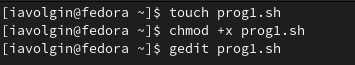 [iavolgin@fedora ~]$ touch prog1.sh
[iavolgin@fedora ~]$ chmod +x prog1.sh
[iavolgin@fedora ~]$ gedit prog1.sh